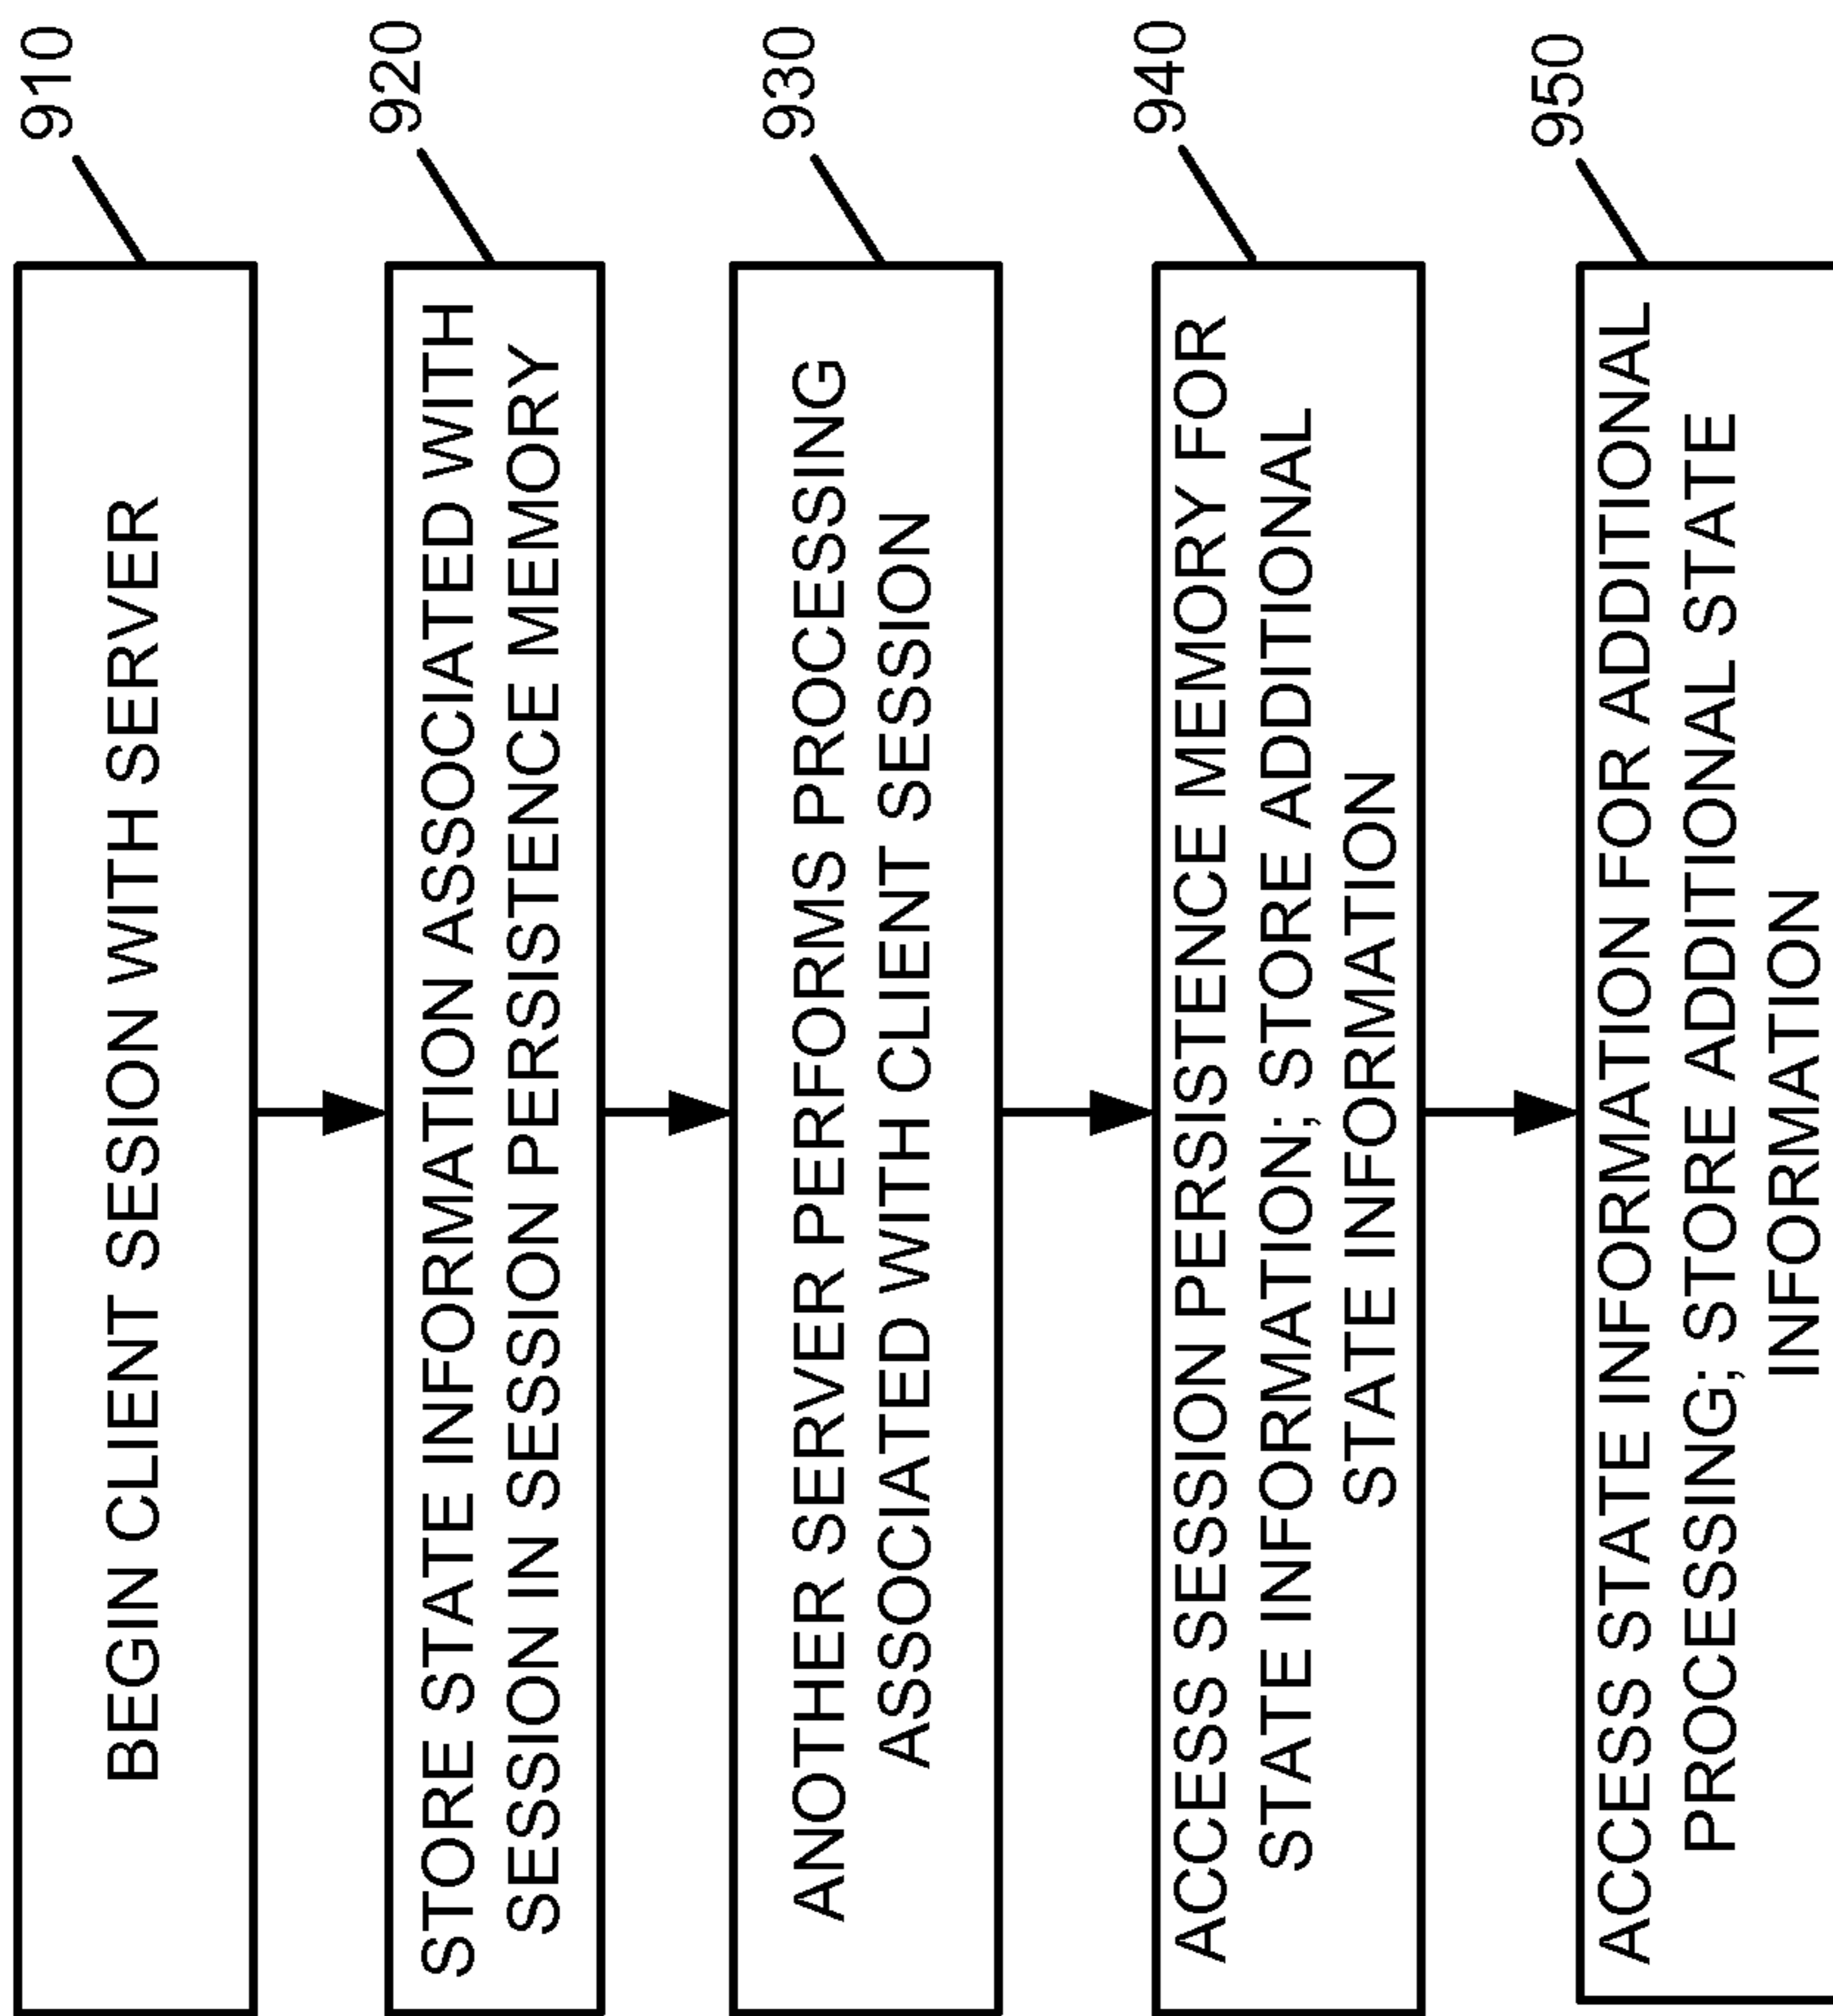 910
BEGIN CLIENT SESSION WITH SERVER
920
STORE STATE INFORMATION ASSOCIATED WITH
SESSION IN SESSION PERSISTENCE MEMORY
930
ANOTHER SERVER PERFORMS PROCESSING
ASSOCIATED WITH CLIENT SESSION
940
ACCESS SESSION PERSISTENCE MEMORY FOR
STATE INFORMATION; STORE ADDITIONAL
STATE INFORMATION
950
ACCESS STATE INFORMATION FOR ADDITIONAL
PROCESSING; STORE ADDITIONAL STATE
INFORMATION